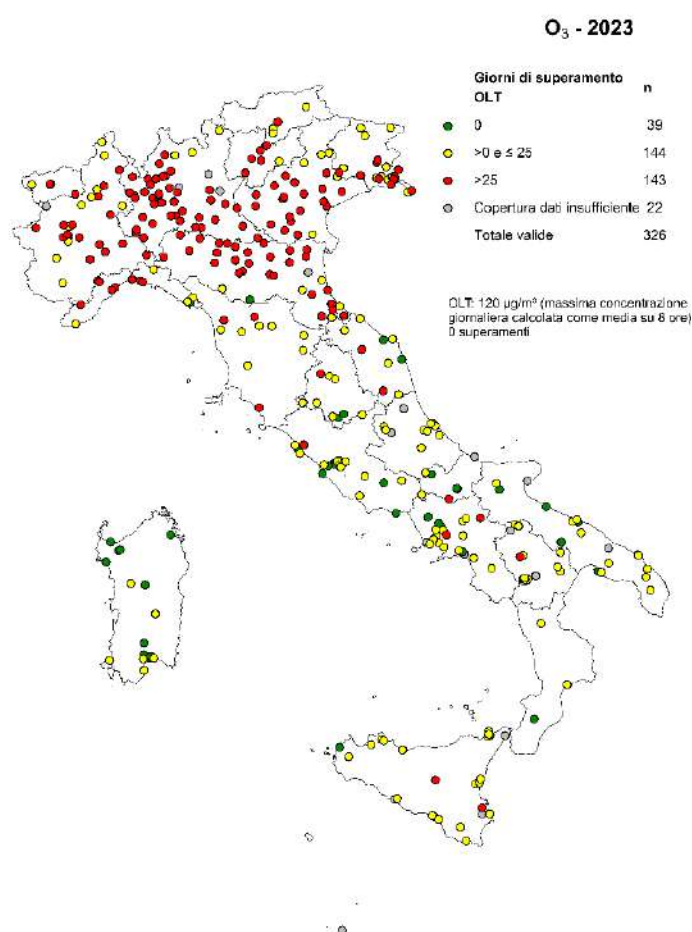 O₃ - 2023
Giorni di superamento n
OLT
0 39
>0 e ≤ 25 144
>25 143
Copertura dati insufficiente 22
Totale valide 326
OLT: 120 µg/m³ (massima concentrazione
giornaliera calcolata come media su 8 ore)
0 superamenti